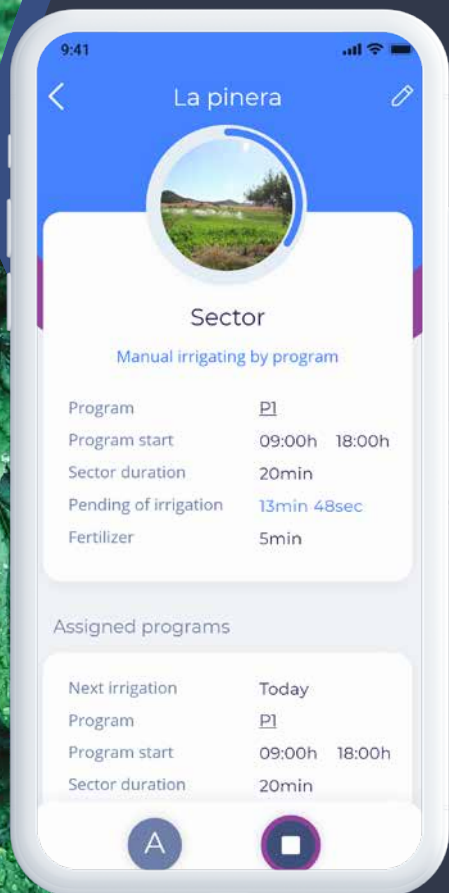 9:41
La pinera
Sector
Manual irrigating by program
Program P1
Program start 09:00h 18:00h
Sector duration 20min
Pending of irrigation 13min 48sec
Fertilizer 5min
Assigned programs
Next irrigation Today
Program P1
Program start 09:00h 18:00h
Sector duration 20min
A